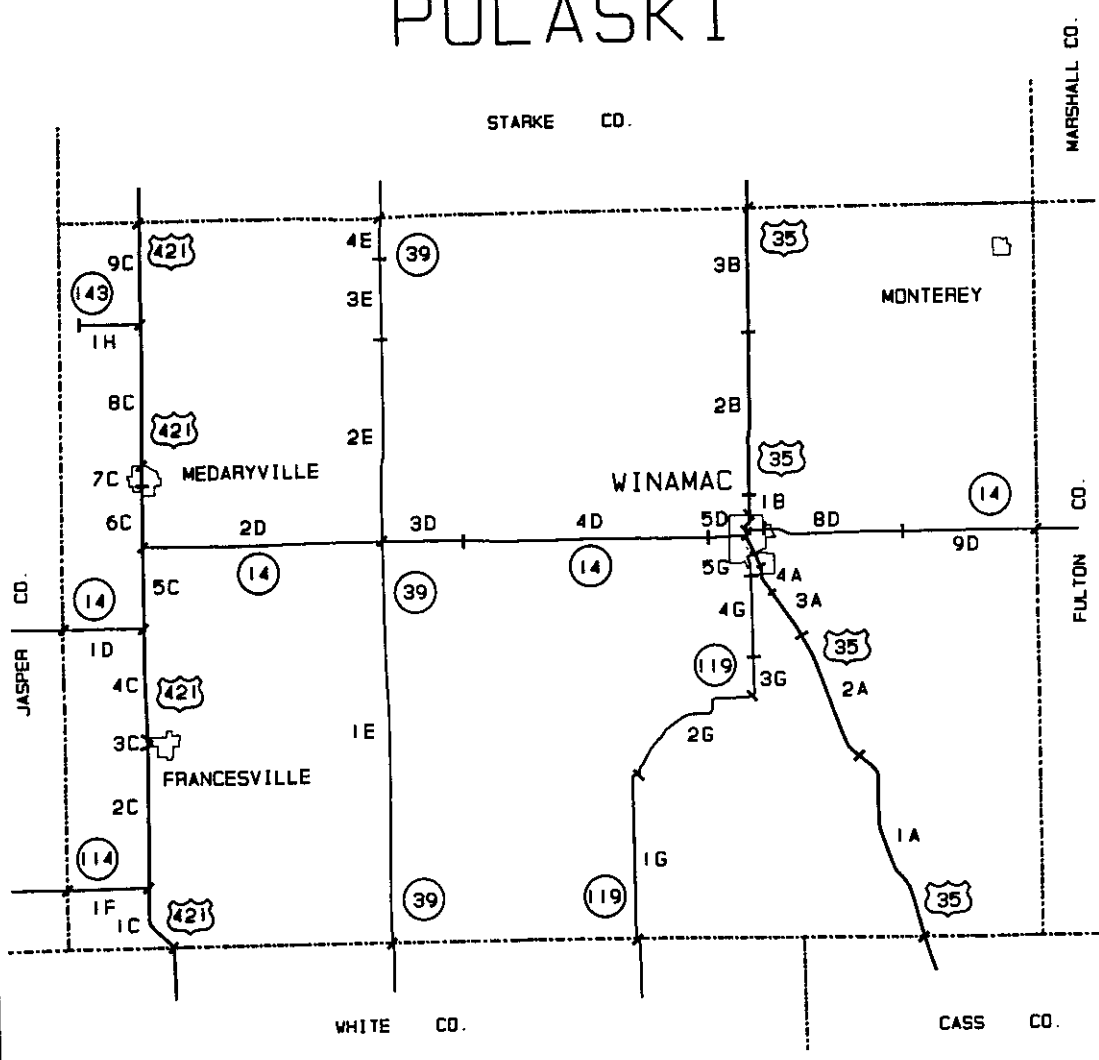 PULASKI
MARSHALL CO.
STARKE CO.
421
35
4E
39
9C
3B
143
3E
MONTEREY
1H
8C
2B
421
2E
35
MEDARYVILLE
7C
WINAMAC
14
1B
6C
2D
3D
4D
5D
8D
9D
CO.
14
5C
14
39
14
5G
4A
FULTON CO.
4G
3A
1D
JASPER
35
119
4C
421
3G
2A
1E
2G
3C
FRANCESVILLE
2C
1A
114
1G
39
119
35
1F
1C
421
WHITE CO.
CASS CO.